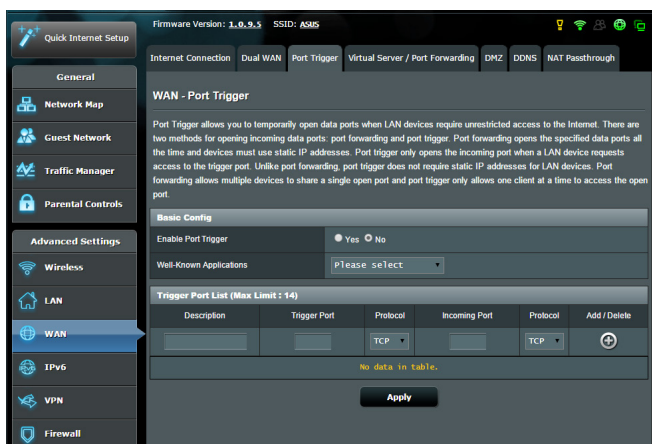 Quick Internet Setup
General
Network Map
Guest Network
Traffic Manager
Parental Controls
Advanced Settings
Wireless
LAN
WAN
IPv6
VPN
Firewall
Firmware Version: 1.0.9.5 SSID: ASUS
Internet Connection Dual WAN Port Trigger Virtual Server / Port Forwarding DMZ DDNS NAT Passthrough
WAN - Port Trigger
Port Trigger allows you to temporarily open data ports when LAN devices require unrestricted access to the Internet. There are
two methods for opening incoming data ports: port forwarding and port trigger. Port forwarding opens the specified data ports all
the time and devices must use static IP addresses. Port trigger only opens the incoming port when a LAN device requests
access to the trigger port. Unlike port forwarding, port trigger does not require static IP addresses for LAN devices. Port
forwarding allows multiple devices to share a single open port and port trigger only allows one client at a time to access the open
port.
Basic Config
Enable Port Trigger Yes No
Well-Known Applications Please select
Trigger Port List (Max Limit : 14)
Description Trigger Port Protocol Incoming Port Protocol Add / Delete
TCP TCP
No data in table.
Apply